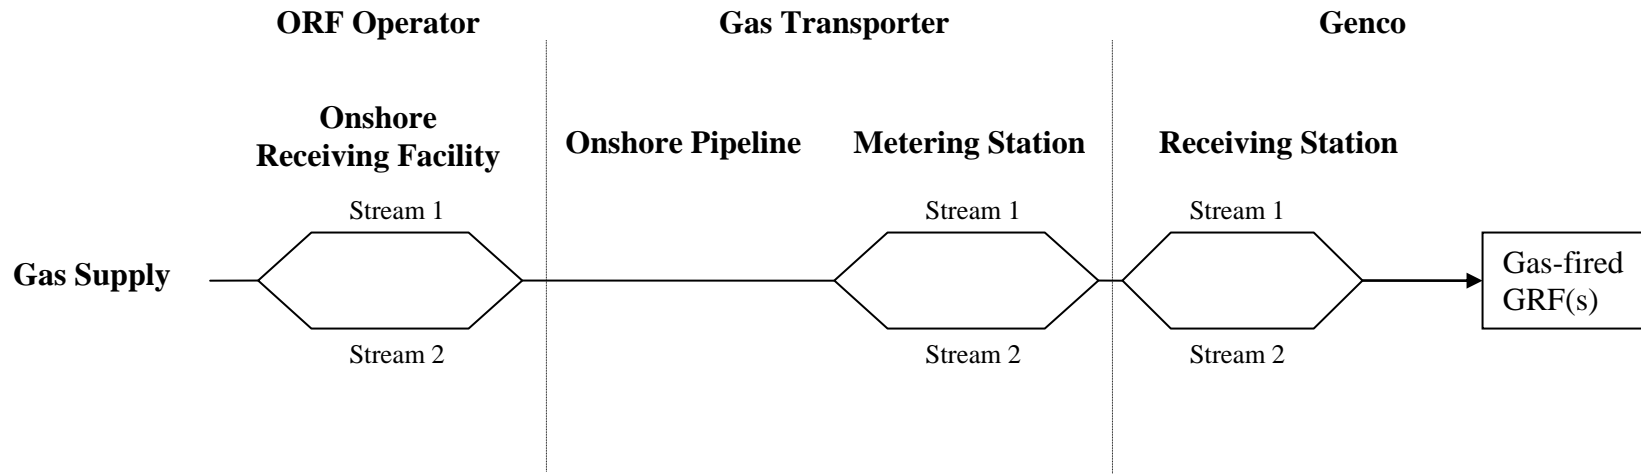 ORF Operator
Gas Transporter
Genco
Onshore
Receiving Facility
Onshore Pipeline
Metering Station
Receiving Station
Stream 1
Stream 1
Stream 1
Gas Supply
Gas-fired
GRF(s)
Stream 2
Stream 2
Stream 2